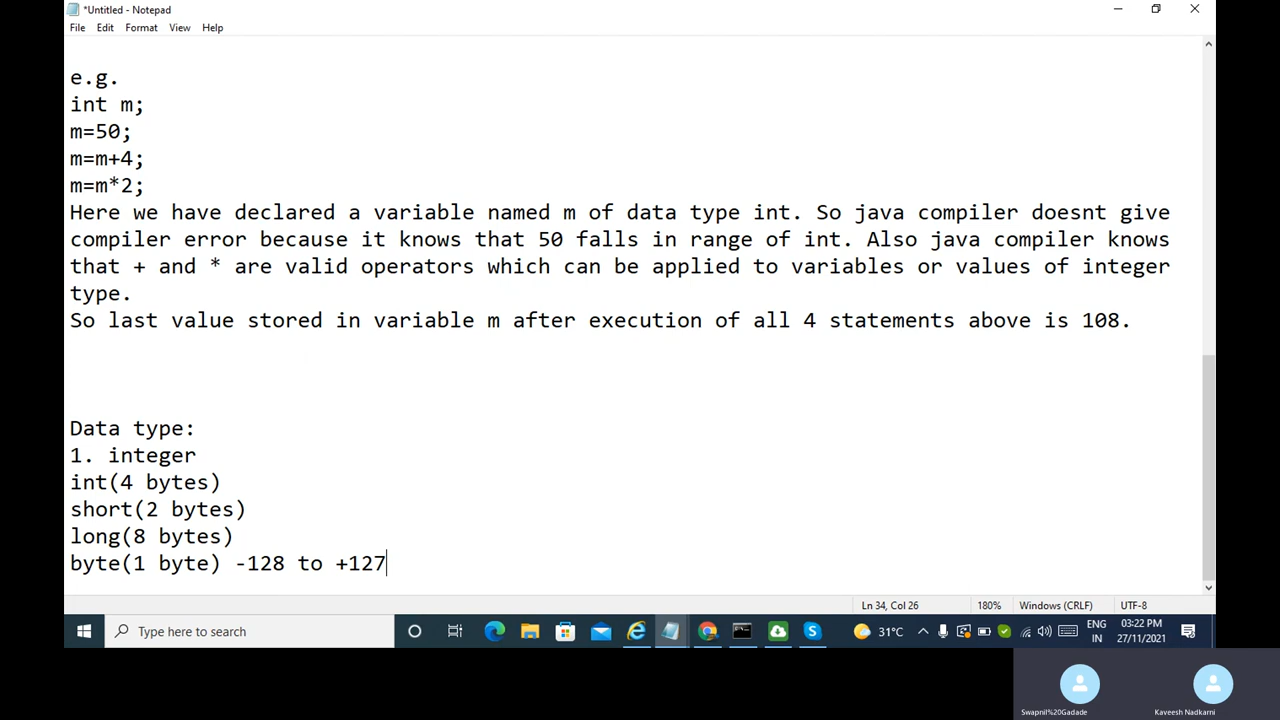 *Untitled - Notepad
File Edit Format View Help
e.g.
int m;
m=50;
m=m+4;
m=m*2;
Here we have declared a variable named m of data type int. So java compiler doesnt give
compiler error because it knows that 50 falls in range of int. Also java compiler knows
that + and * are valid operators which can be applied to variables or values of integer
type.
So last value stored in variable m after execution of all 4 statements above is 108.
Data type:
1. integer
int(4 bytes)
short(2 bytes)
long(8 bytes)
byte(1 byte) -128 to +127
Ln 34, Col 26 180% Windows (CRLF) UTF-8
Type here to search 31°C ENG 03:22 PM
IN 27/11/2021
Swapnil%20Gadade Kaveesh Nadkarni